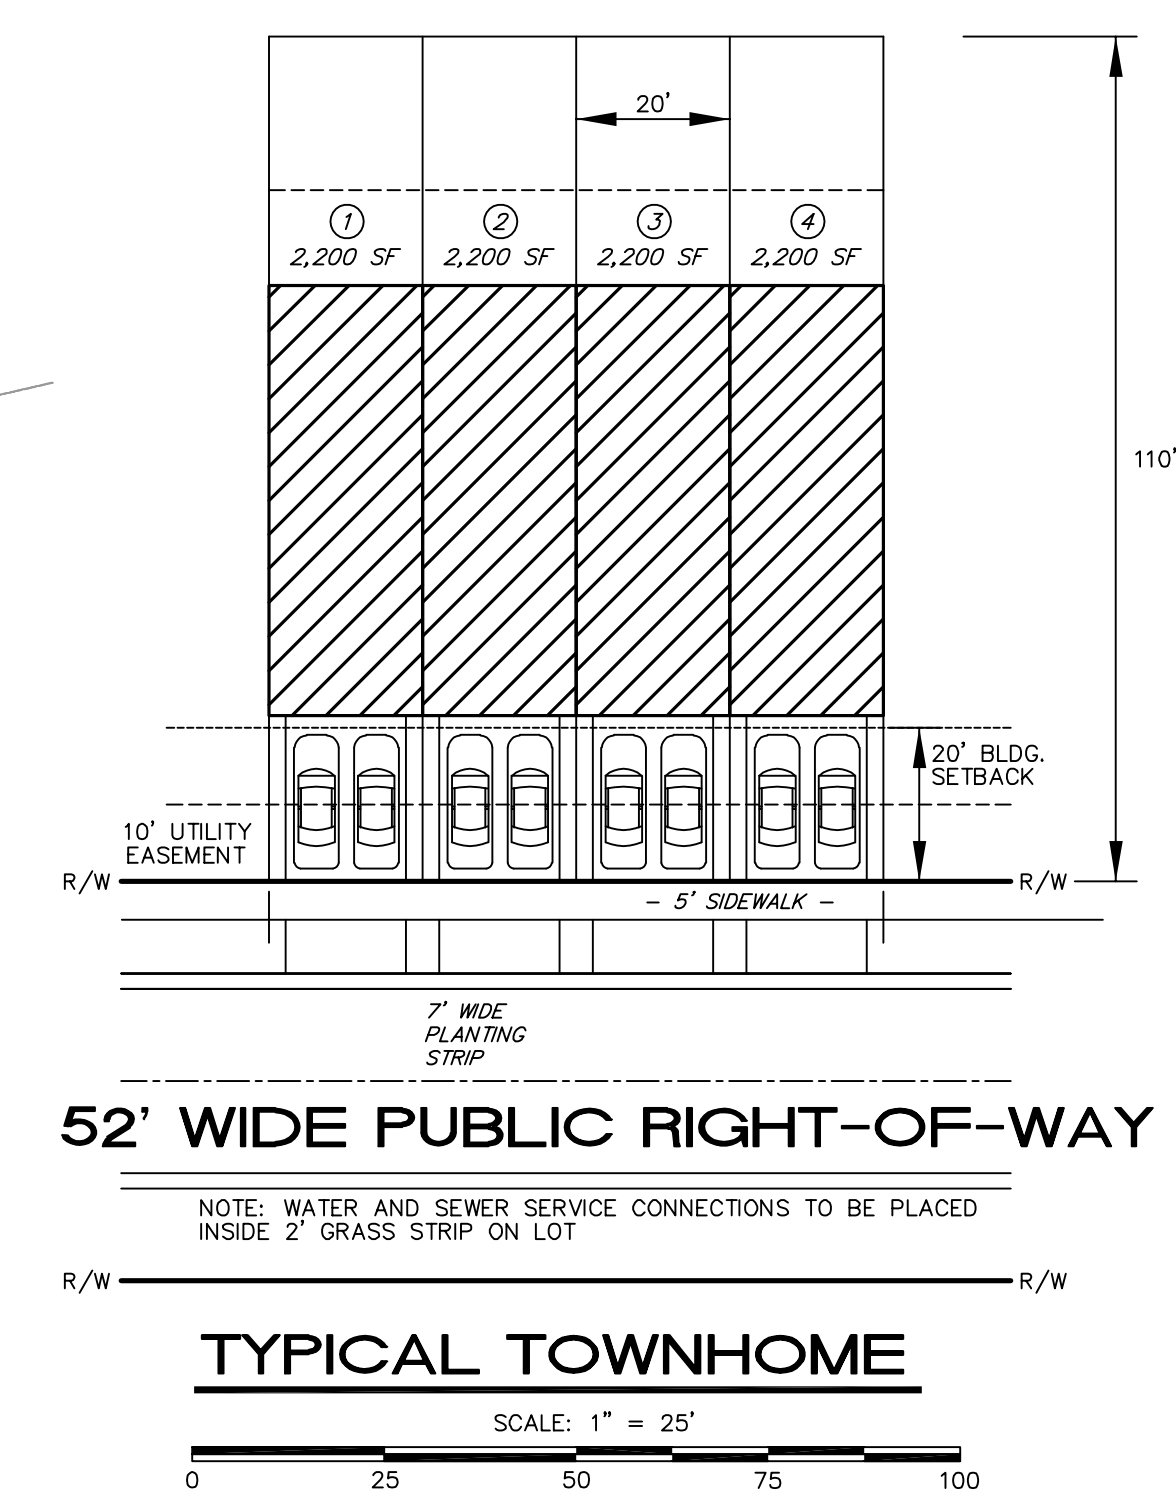 20'
1 2 3 4
2,200 SF 2,200 SF 2,200 SF 2,200 SF
110'
20' BLDG.
SETBACK
10' UTILITY
EASEMENT
R/W R/W
- 5' SIDEWALK -
7' WIDE
PLANTING
STRIP
52' WIDE PUBLIC RIGHT-OF-WAY
NOTE: WATER AND SEWER SERVICE CONNECTIONS TO BE PLACED
INSIDE 2' GRASS STRIP ON LOT
R/W R/W
TYPICAL TOWNHOME
SCALE: 1" = 25'
0 25 50 75 100